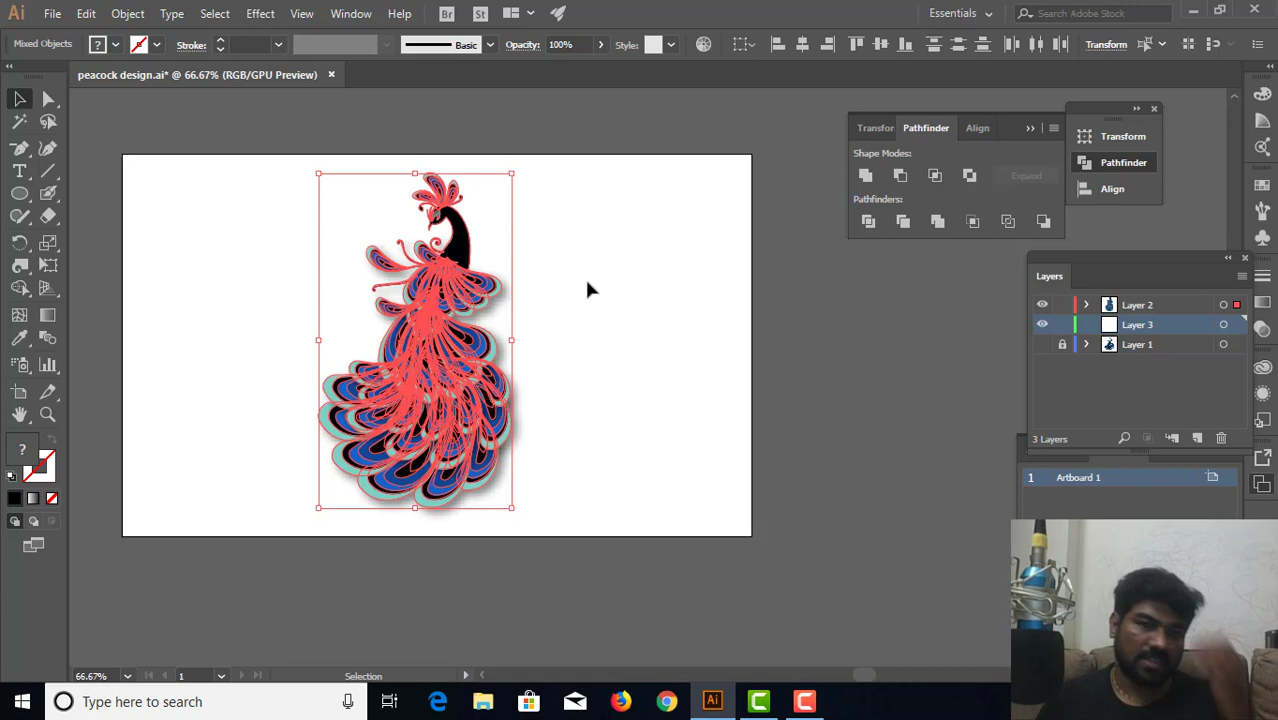 Ai File Edit Object Type Select Effect View Window Help Br St Essentials Search Adobe Stock
Mixed Objects ? Stroke: Basic Opacity: 100% Style: Transform
peacock design.ai* @ 66.67% (RGB/GPU Preview)
Transfor Pathfinder Align
Shape Modes:
Expand
Pathfinders:
Transform
Pathfinder
Align
Layers
Layer 2
Layer 3
Layer 1
3 Layers
1 Artboard 1
?
66.67% 1 Selection
Type here to search
Ai